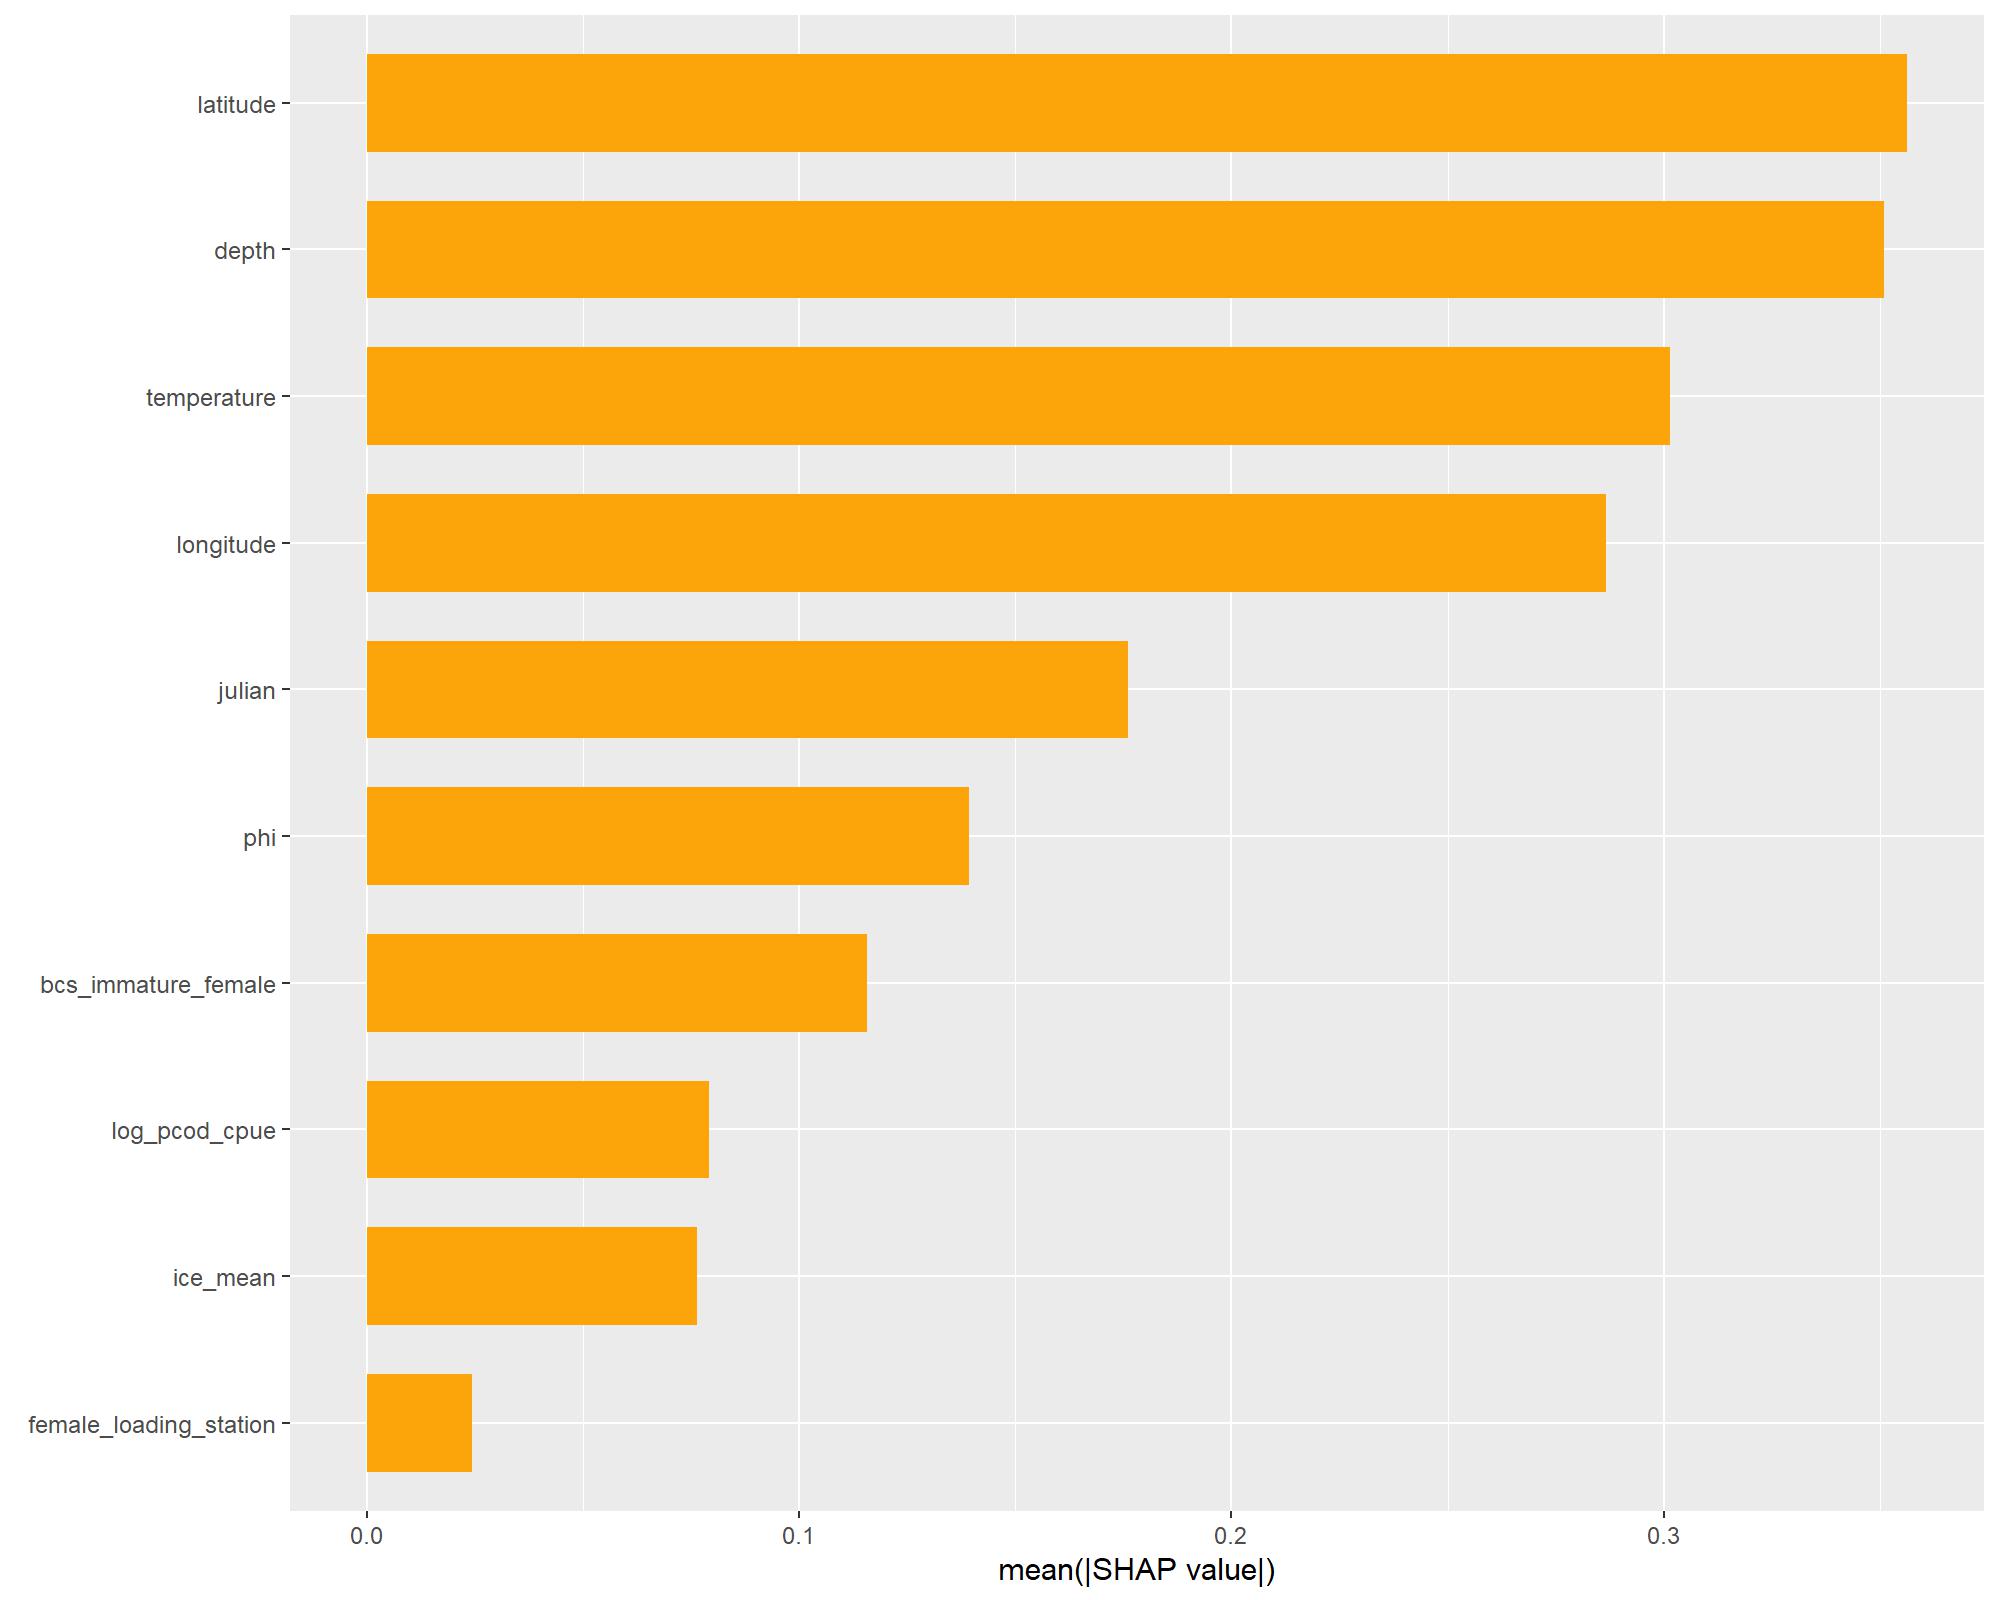 latitude
depth
temperature
longitude
julian
phi
bcs_immature_female
log_pcod_cpue
ice_mean
female_loading_station
0.0 0.1 0.2 0.3
mean(|SHAP value|)